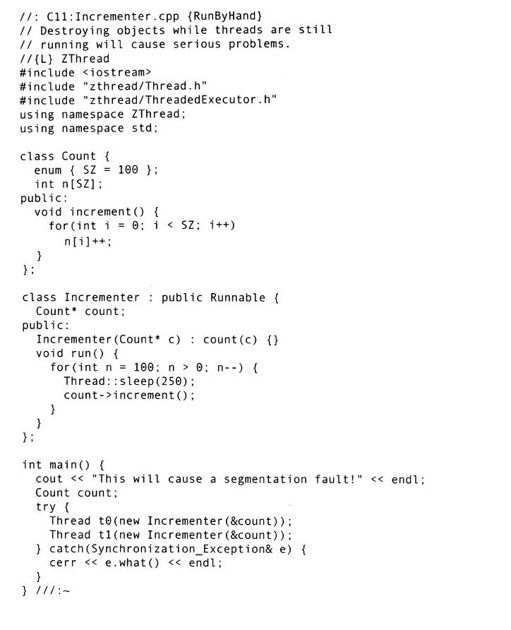 //: C11:Incrementer.cpp {RunByHand}
// Destroying objects while threads are still
// running will cause serious problems.
//{L} ZThread
#include <iostream>
#include "zthread/Thread.h"
#include "zthread/ThreadedExecutor.h"
using namespace ZThread;
using namespace std;

class Count {
  enum { SZ = 100 };
  int n[SZ];
public:
  void increment() {
    for(int i = 0; i < SZ; i++)
      n[i]++;
  }
};

class Incrementer : public Runnable {
  Count* count;
public:
  Incrementer(Count* c) : count(c) {}
  void run() {
    for(int n = 100; n > 0; n--) {
      Thread::sleep(250);
      count->increment();
    }
  }
};

int main() {
  cout << "This will cause a segmentation fault!" << endl;
  Count count;
  try {
    Thread t0(new Incrementer(&count));
    Thread t1(new Incrementer(&count));
  } catch(Synchronization_Exception& e) {
    cerr << e.what() << endl;
  }
} ///:~